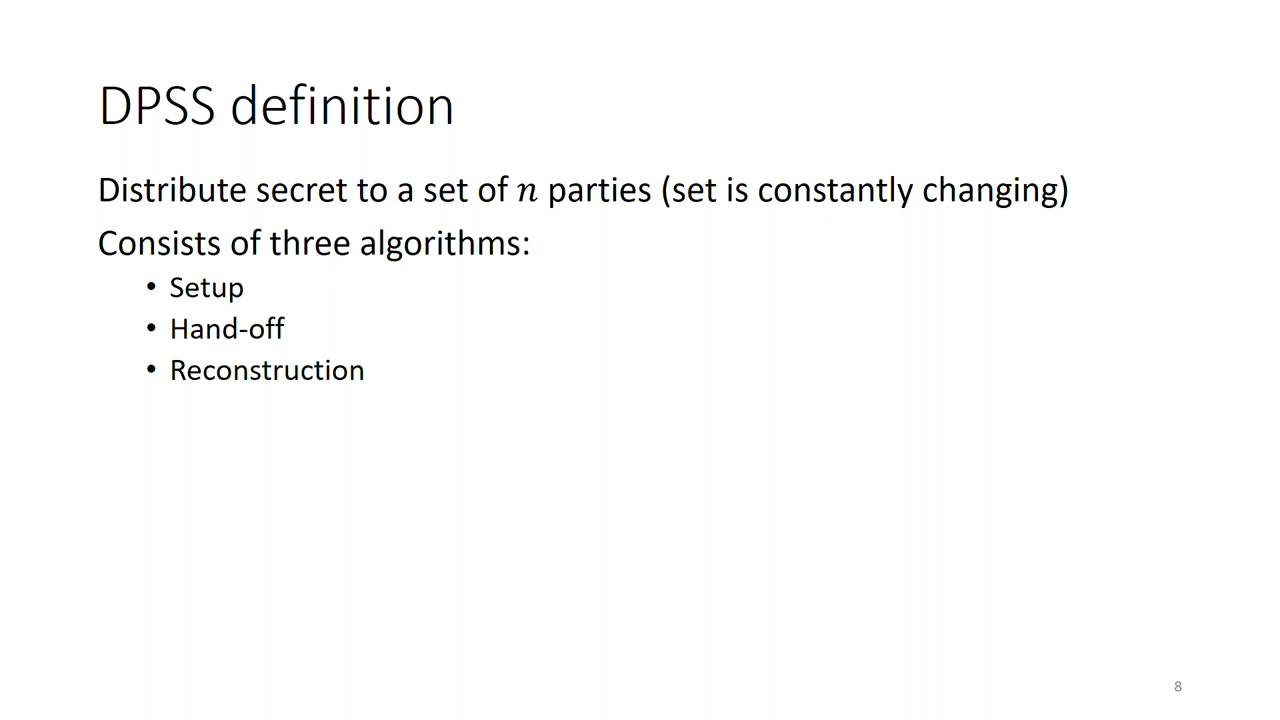 DPSS definition
Distribute secret to a set of n parties (set is constantly changing)
Consists of three algorithms:
• Setup
• Hand-off
• Reconstruction
8